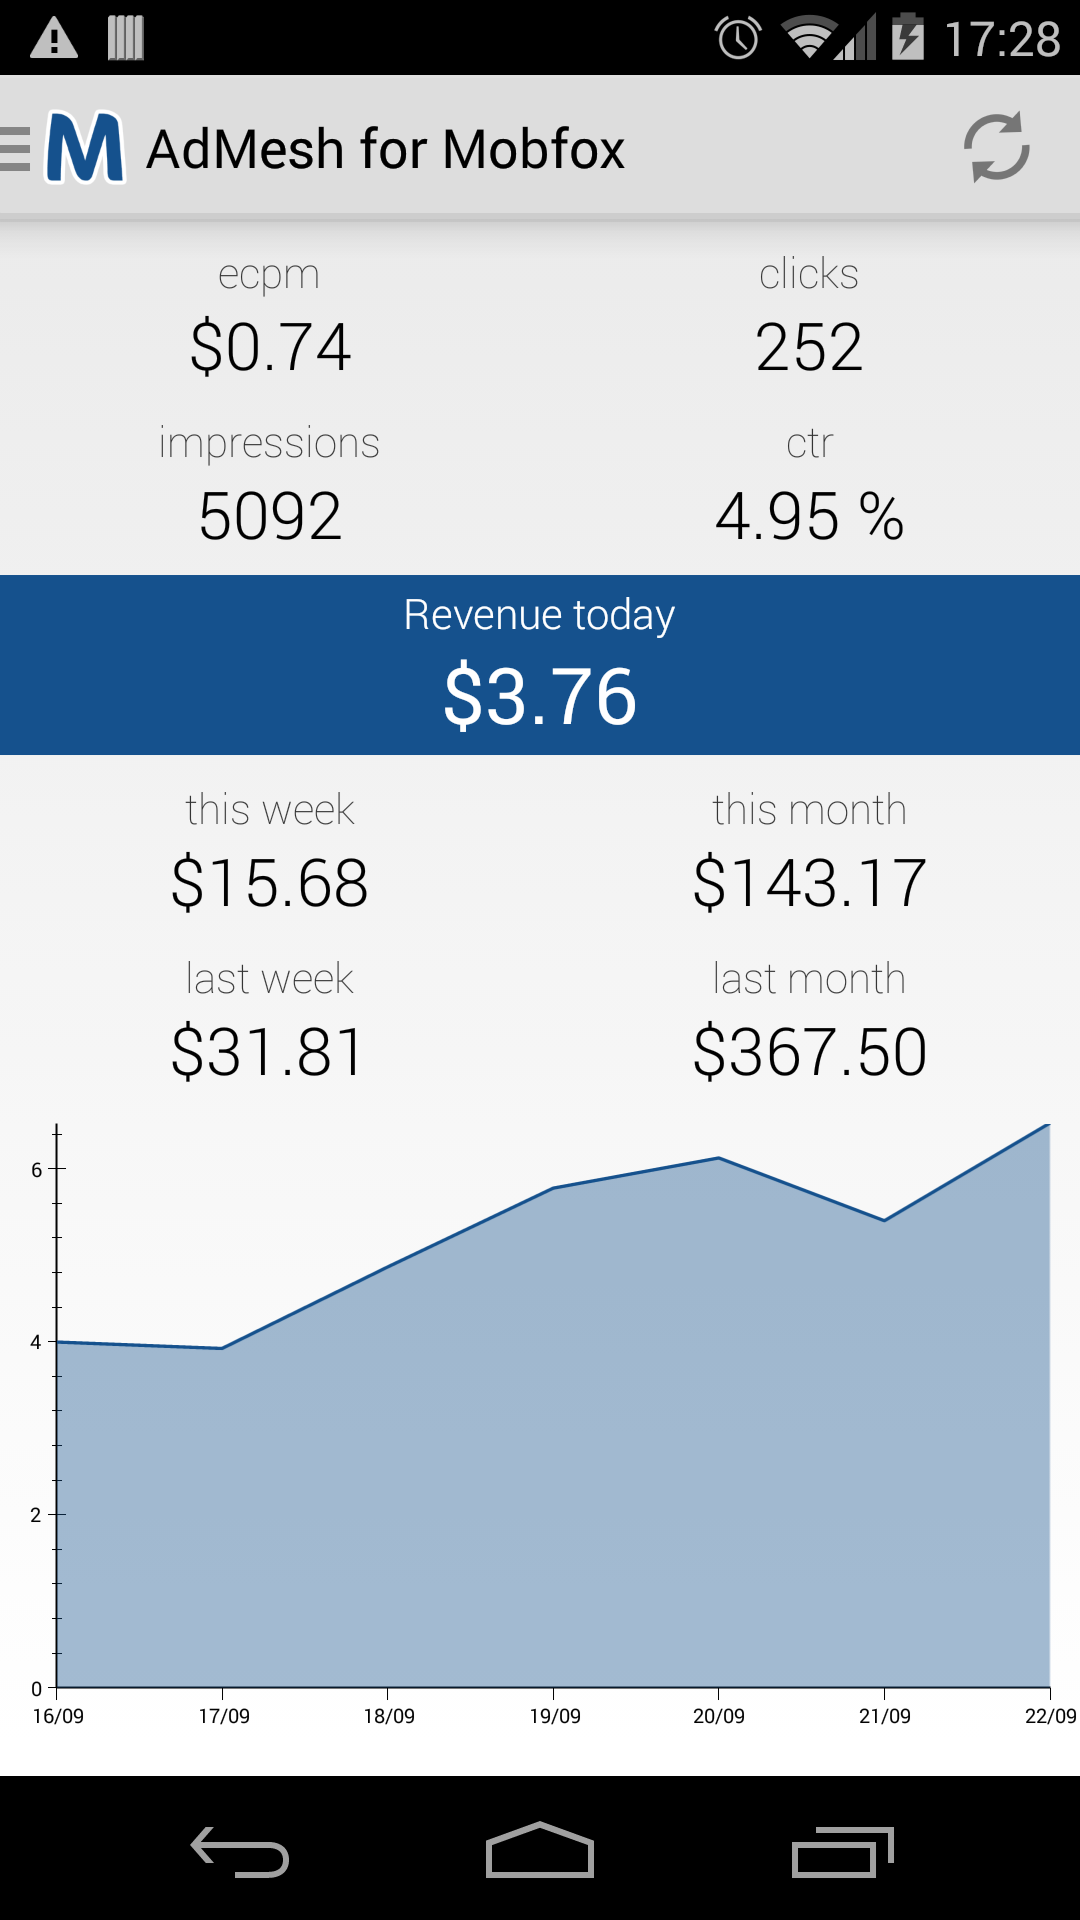 17:28
M AdMesh for Mobfox
ecpm clicks
$0.74 252
impressions ctr
5092 4.95 %
Revenue today
$3.76
this week this month
$15.68 $143.17
last week last month
$31.81 $367.50
6
4
2
0
16/09 17/09 18/09 19/09 20/09 21/09 22/09